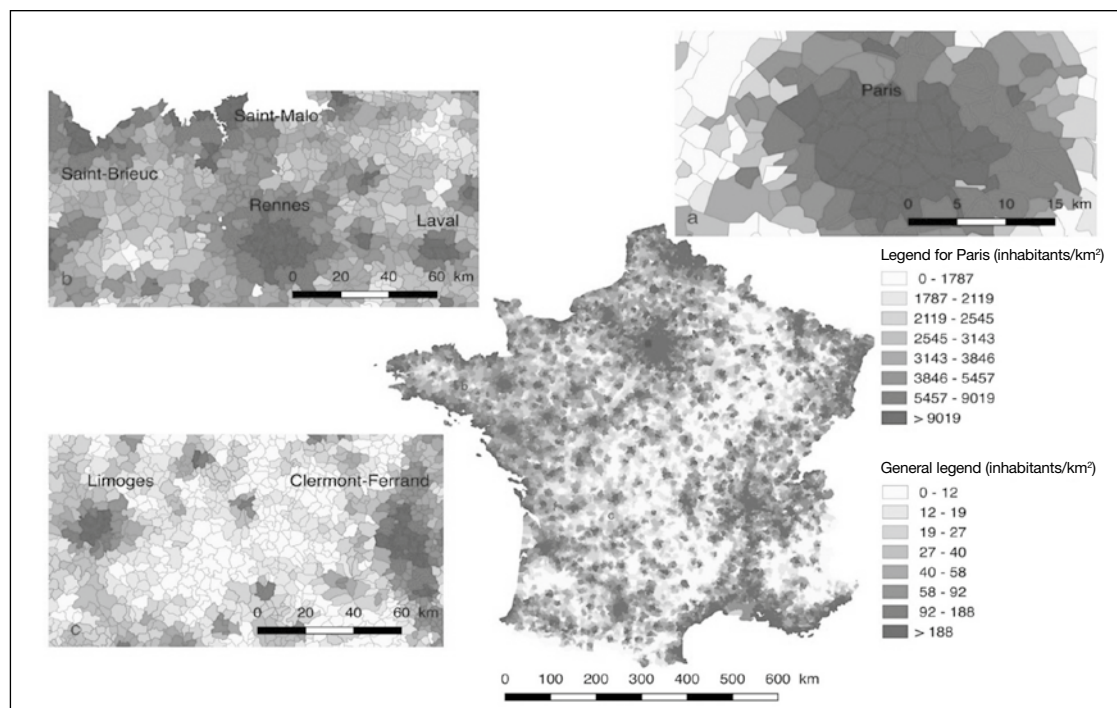 Saint-Malo
Saint-Brieuc
Rennes
Laval
0 20 40 60 km
b
Paris
a
0 5 10 15 km
Legend for Paris (inhabitants/km²)
0 - 1787
1787 - 2119
2119 - 2545
2545 - 3143
3143 - 3846
3846 - 5457
5457 - 9019
> 9019
Limoges
Clermont-Ferrand
c
0 20 40 60 km
b
c
General legend (inhabitants/km²)
0 - 12
12 - 19
19 - 27
27 - 40
40 - 58
58 - 92
92 - 188
> 188
0 100 200 300 400 500 600 km